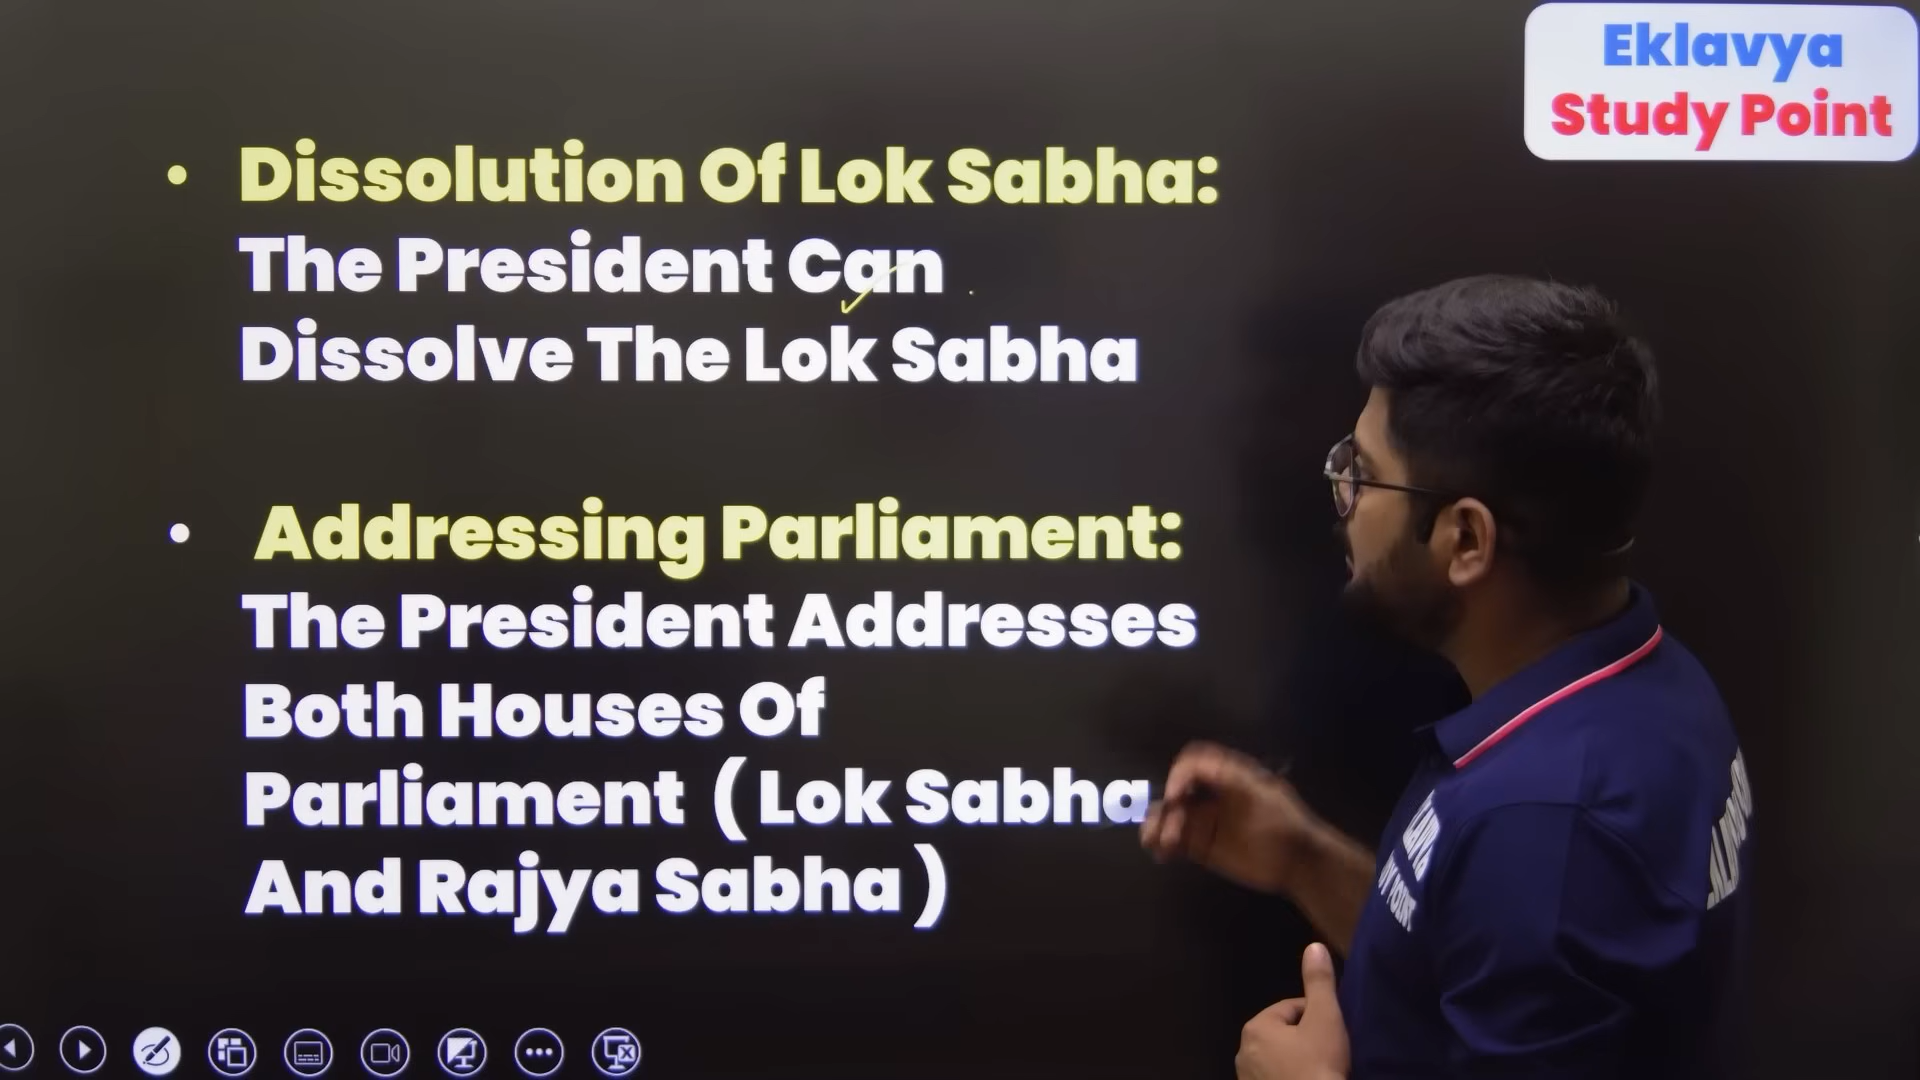 Eklavya
Study Point
• Dissolution Of Lok Sabha:
The President Can
Dissolve The Lok Sabha
• Addressing Parliament:
The President Addresses
Both Houses Of
Parliament ( Lok Sabha
And Rajya Sabha )